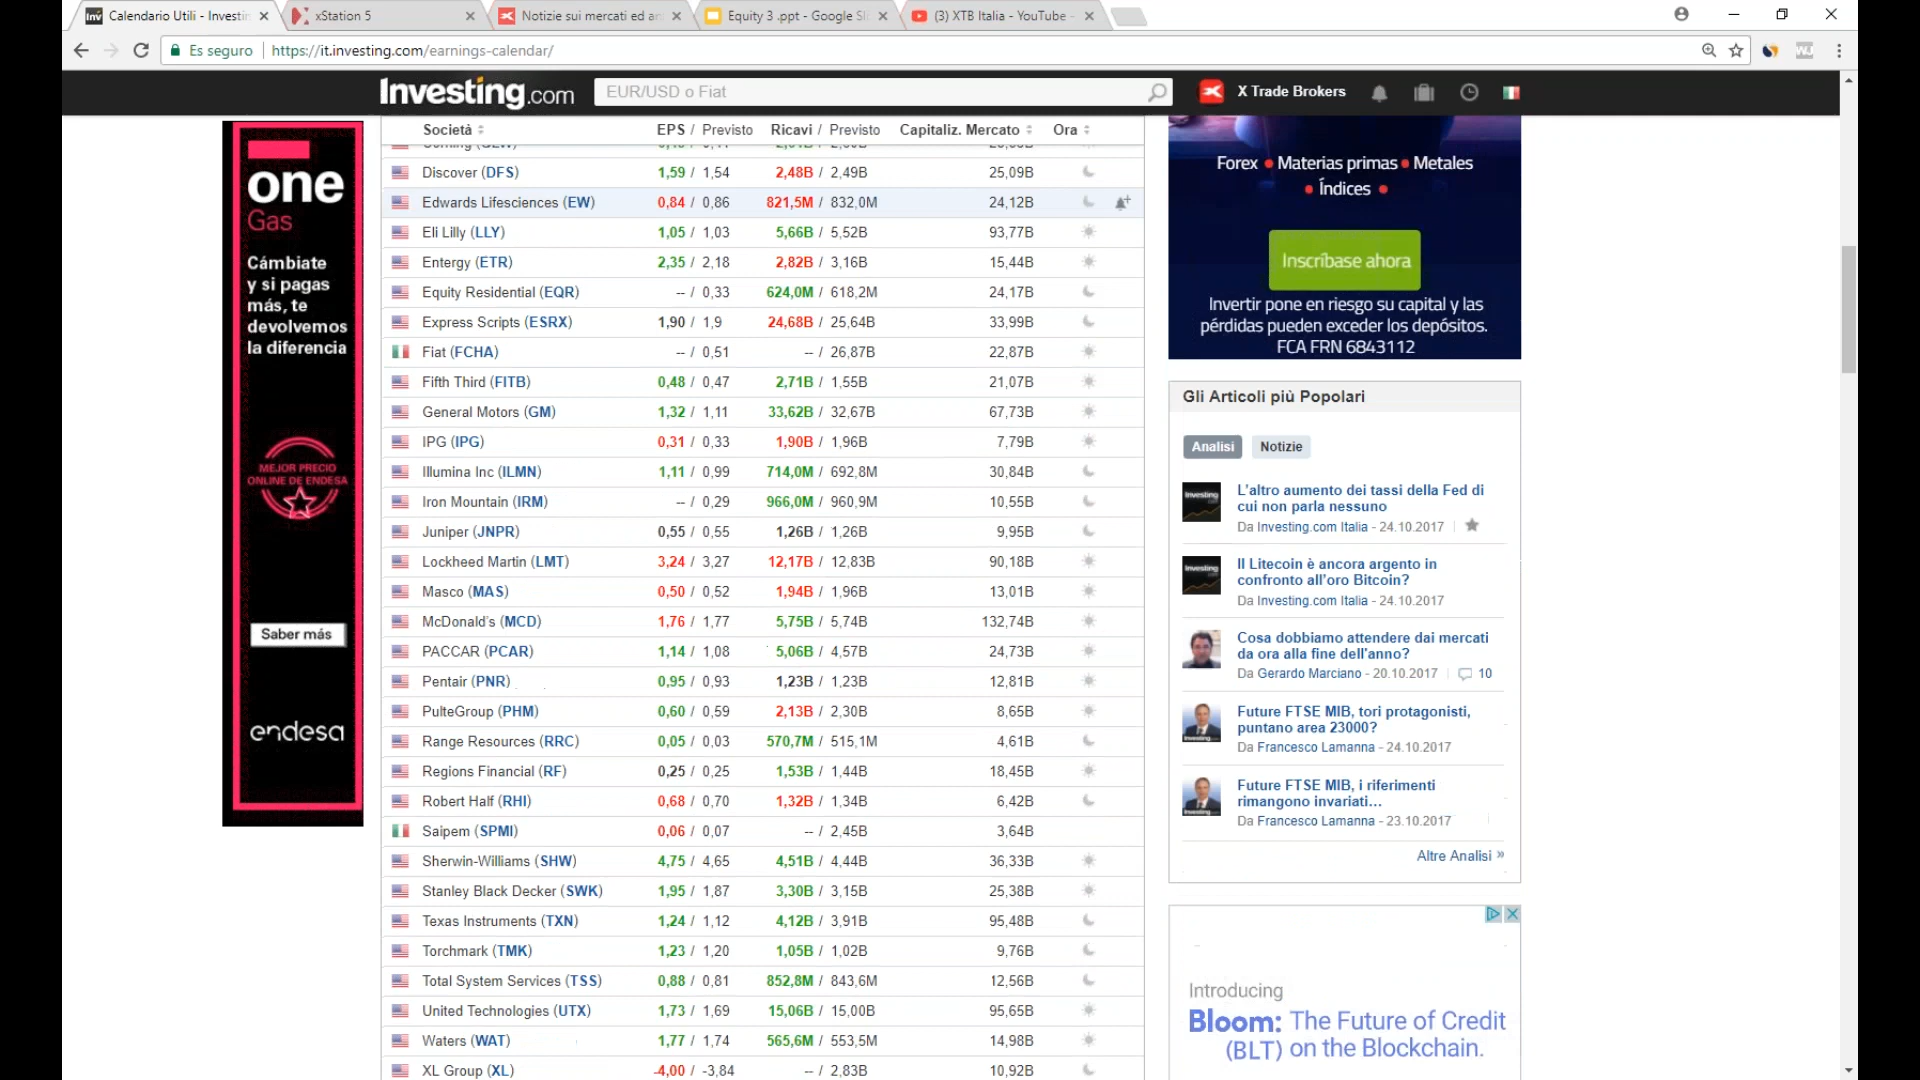 Calendario Utili - Investin
xStation 5
Notizie sui mercati ed an
Equity 3 .ppt - Google Sl
(3) XTB Italia - YouTube -
Es seguro
https://it.investing.com/earnings-calendar/
Investing.com
EUR/USD o Fiat
X Trade Brokers
one
Gas
Cámbiate
y si pagas
más, te
devolvemos
la diferencia
MEJOR PRECIO
ONLINE DE ENDESA
Saber más
endesa
Società EPS / Previsto Ricavi / Previsto Capitaliz. Mercato Ora
Discover (DFS) 1,59 / 1,54 2,48B / 2,49B 25,09B
Edwards Lifesciences (EW) 0,84 / 0,86 821,5M / 832,0M 24,12B
Eli Lilly (LLY) 1,05 / 1,03 5,66B / 5,52B 93,77B
Entergy (ETR) 2,35 / 2,18 2,82B / 3,16B 15,44B
Equity Residential (EQR) -- / 0,33 624,0M / 618,2M 24,17B
Express Scripts (ESRX) 1,90 / 1,9 24,68B / 25,64B 33,99B
Fiat (FCHA) -- / 0,51 -- / 26,87B 22,87B
Fifth Third (FITB) 0,48 / 0,47 2,71B / 1,55B 21,07B
General Motors (GM) 1,32 / 1,11 33,62B / 32,67B 67,73B
IPG (IPG) 0,31 / 0,33 1,90B / 1,96B 7,79B
Illumina Inc (ILMN) 1,11 / 0,99 714,0M / 692,8M 30,84B
Iron Mountain (IRM) -- / 0,29 966,0M / 960,9M 10,55B
Juniper (JNPR) 0,55 / 0,55 1,26B / 1,26B 9,95B
Lockheed Martin (LMT) 3,24 / 3,27 12,17B / 12,83B 90,18B
Masco (MAS) 0,50 / 0,52 1,94B / 1,96B 13,01B
McDonald's (MCD) 1,76 / 1,77 5,75B / 5,74B 132,74B
PACCAR (PCAR) 1,14 / 1,08 5,06B / 4,57B 24,73B
Pentair (PNR) 0,95 / 0,93 1,23B / 1,23B 12,81B
PulteGroup (PHM) 0,60 / 0,59 2,13B / 2,30B 8,65B
Range Resources (RRC) 0,05 / 0,03 570,7M / 515,1M 4,61B
Regions Financial (RF) 0,25 / 0,25 1,53B / 1,44B 18,45B
Robert Half (RHI) 0,68 / 0,70 1,32B / 1,34B 6,42B
Saipem (SPMI) 0,06 / 0,07 -- / 2,45B 3,64B
Sherwin-Williams (SHW) 4,75 / 4,65 4,51B / 4,44B 36,33B
Stanley Black Decker (SWK) 1,95 / 1,87 3,30B / 3,15B 25,38B
Texas Instruments (TXN) 1,24 / 1,12 4,12B / 3,91B 95,48B
Torchmark (TMK) 1,23 / 1,20 1,05B / 1,02B 9,76B
Total System Services (TSS) 0,88 / 0,81 852,8M / 843,6M 12,56B
United Technologies (UTX) 1,73 / 1,69 15,06B / 15,00B 95,65B
Waters (WAT) 1,77 / 1,74 565,6M / 553,5M 14,98B
XL Group (XL) -4,00 / -3,84 -- / 2,83B 10,92B
Forex • Materias primas • Metales
• Índices •
Inscríbase ahora
Invertir pone en riesgo su capital y las
pérdidas pueden exceder los depósitos.
FCA FRN 6843112
Gli Articoli più Popolari
Analisi Notizie
L'altro aumento dei tassi della Fed di
cui non parla nessuno
Da Investing.com Italia - 24.10.2017
Il Litecoin è ancora argento in
confronto all'oro Bitcoin?
Da Investing.com Italia - 24.10.2017
Cosa dobbiamo attendere dai mercati
da ora alla fine dell'anno?
Da Gerardo Marciano - 20.10.2017 10
Future FTSE MIB, tori protagonisti,
puntano area 23000?
Da Francesco Lamanna - 24.10.2017
Future FTSE MIB, i riferimenti
rimangono invariati…
Da Francesco Lamanna - 23.10.2017
Altre Analisi »
Introducing
Bloom: The Future of Credit
(BLT) on the Blockchain.